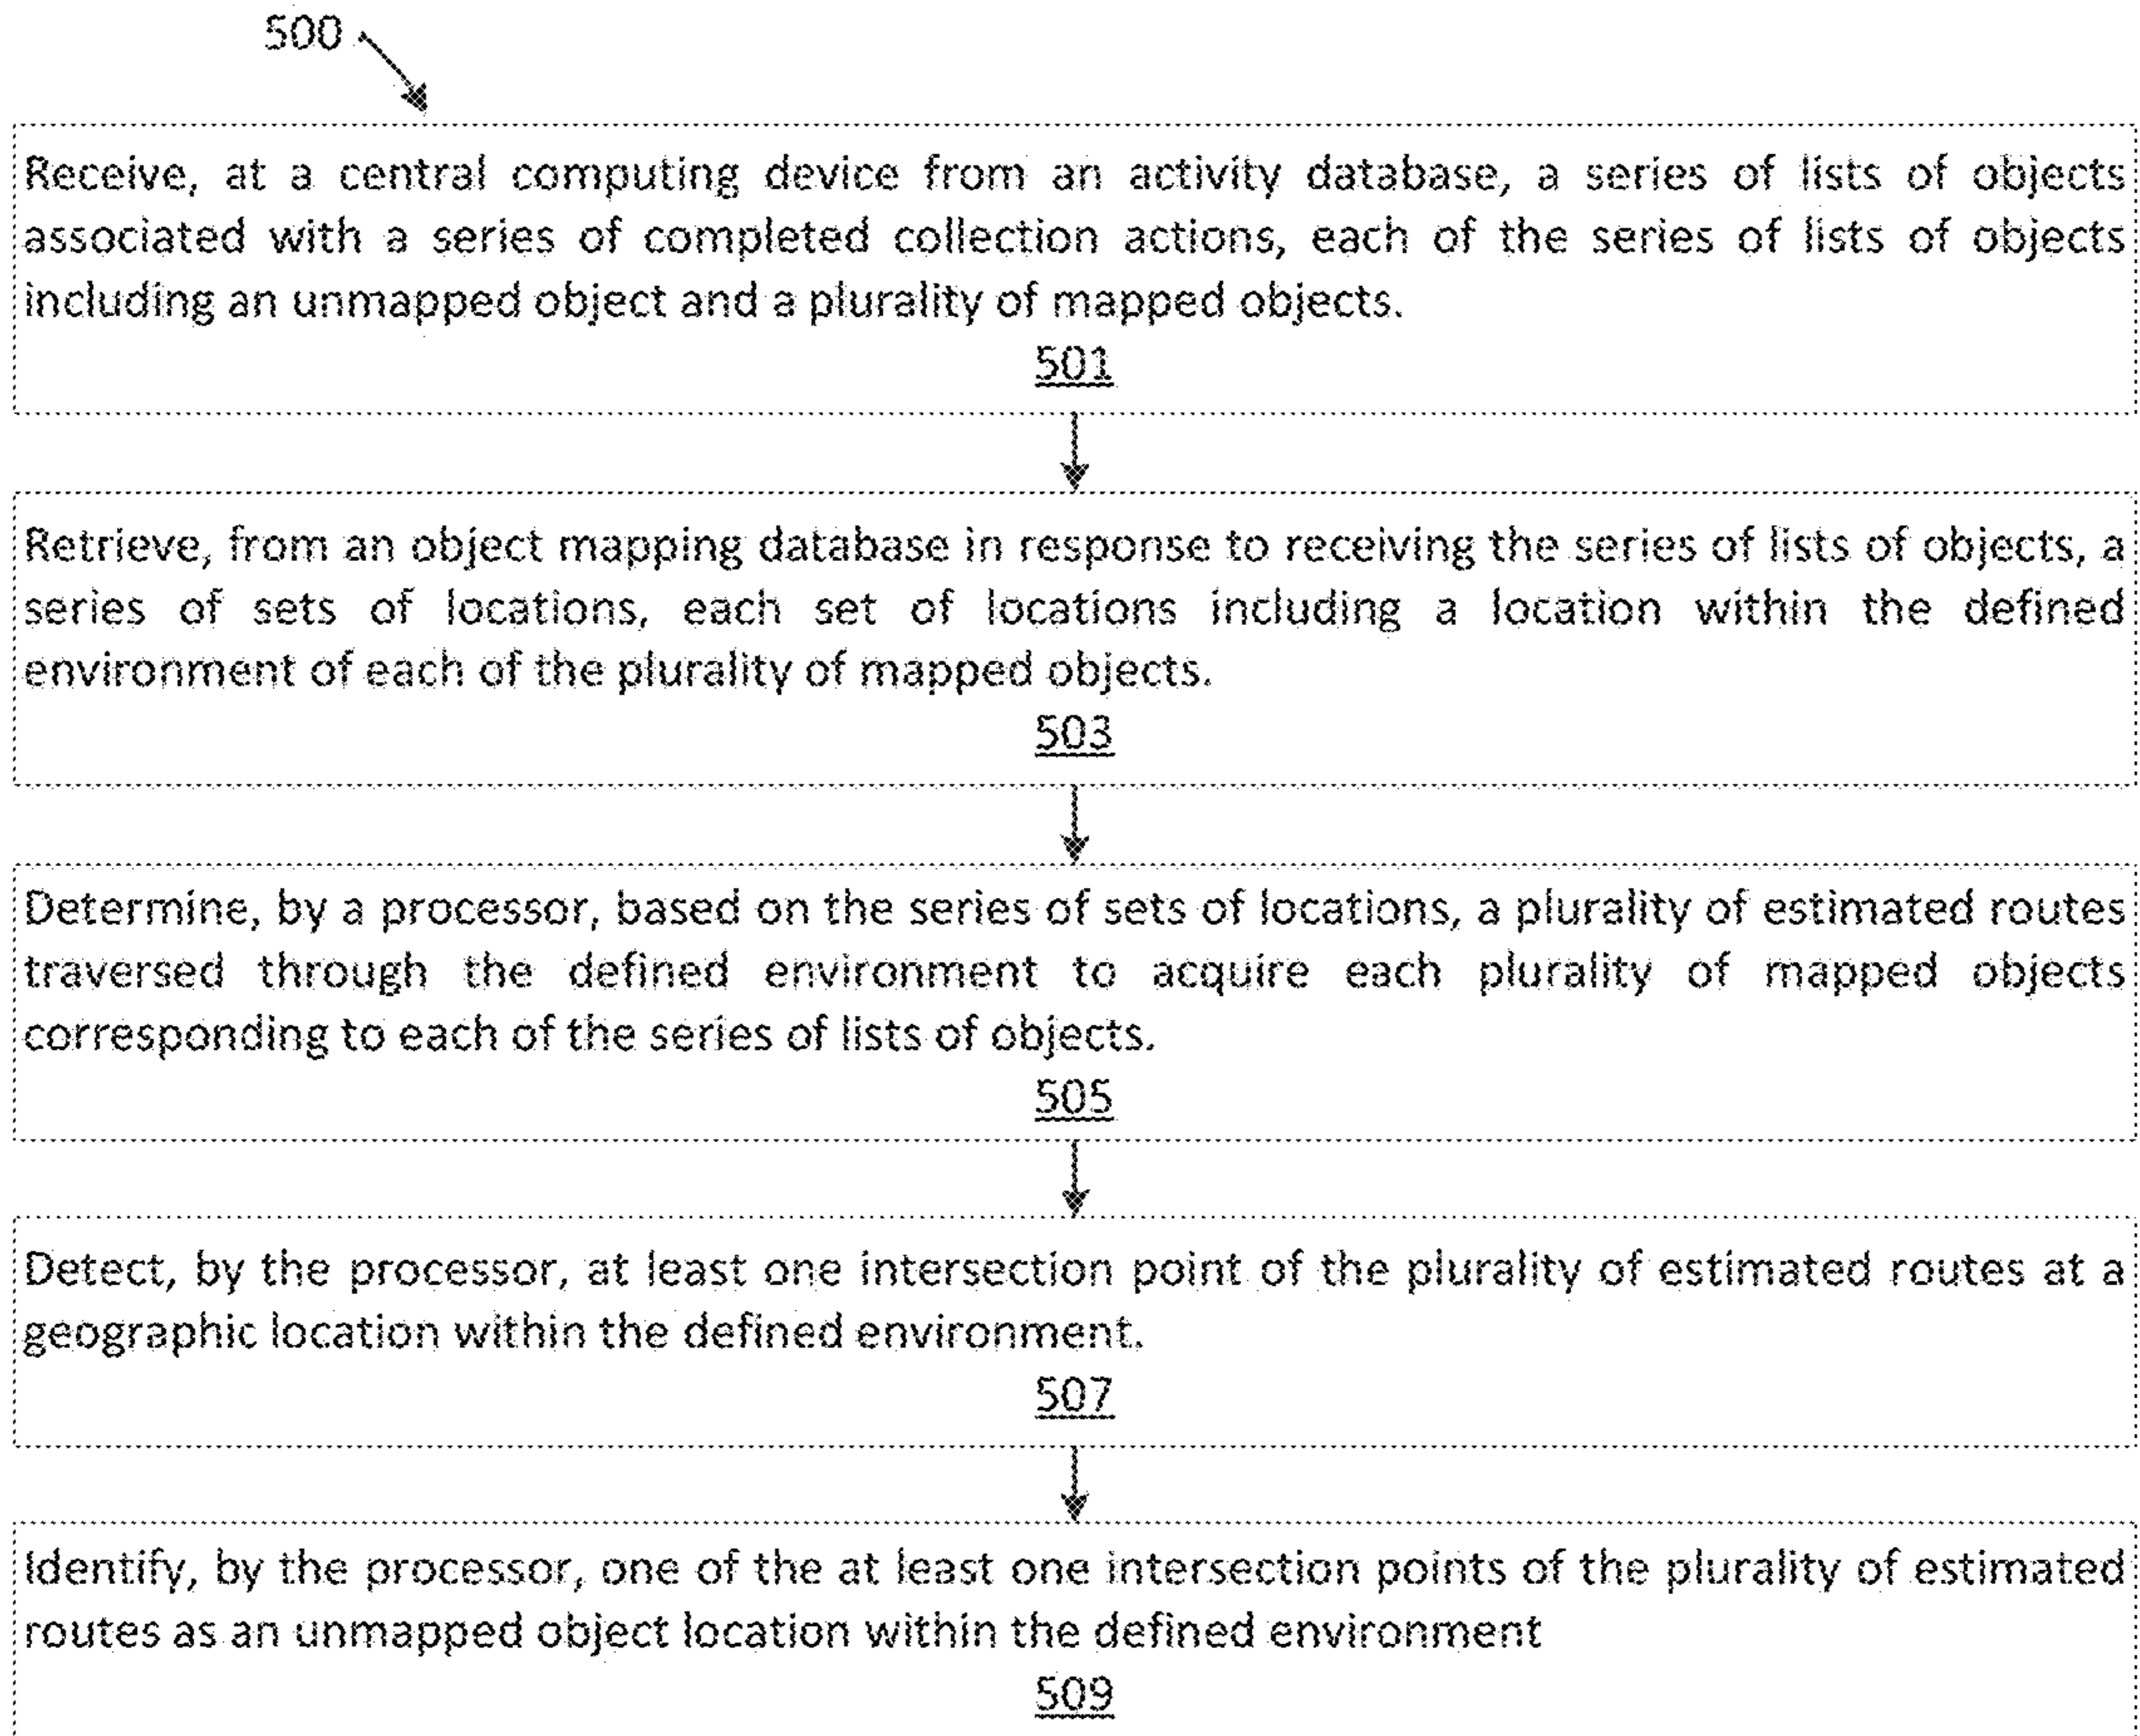 500
Receive, at a central computing device from an activity database, a series of lists of objects
associated with a series of completed collection actions, each of the series of lists of objects
including an unmapped object and a plurality of mapped objects.
501
Retrieve, from an object mapping database in response to receiving the series of lists of objects, a
series of sets of locations, each set of locations including a location within the defined
environment of each of the plurality of mapped objects.
503
Determine, by a processor, based on the series of sets of locations, a plurality of estimated routes
traversed through the defined environment to acquire each plurality of mapped objects
corresponding to each of the series of lists of objects.
505
Detect, by the processor, at least one intersection point of the plurality of estimated routes at a
geographic location within the defined environment.
507
Identify, by the processor, one of the at least one intersection points of the plurality of estimated
routes as an unmapped object location within the defined environment
509